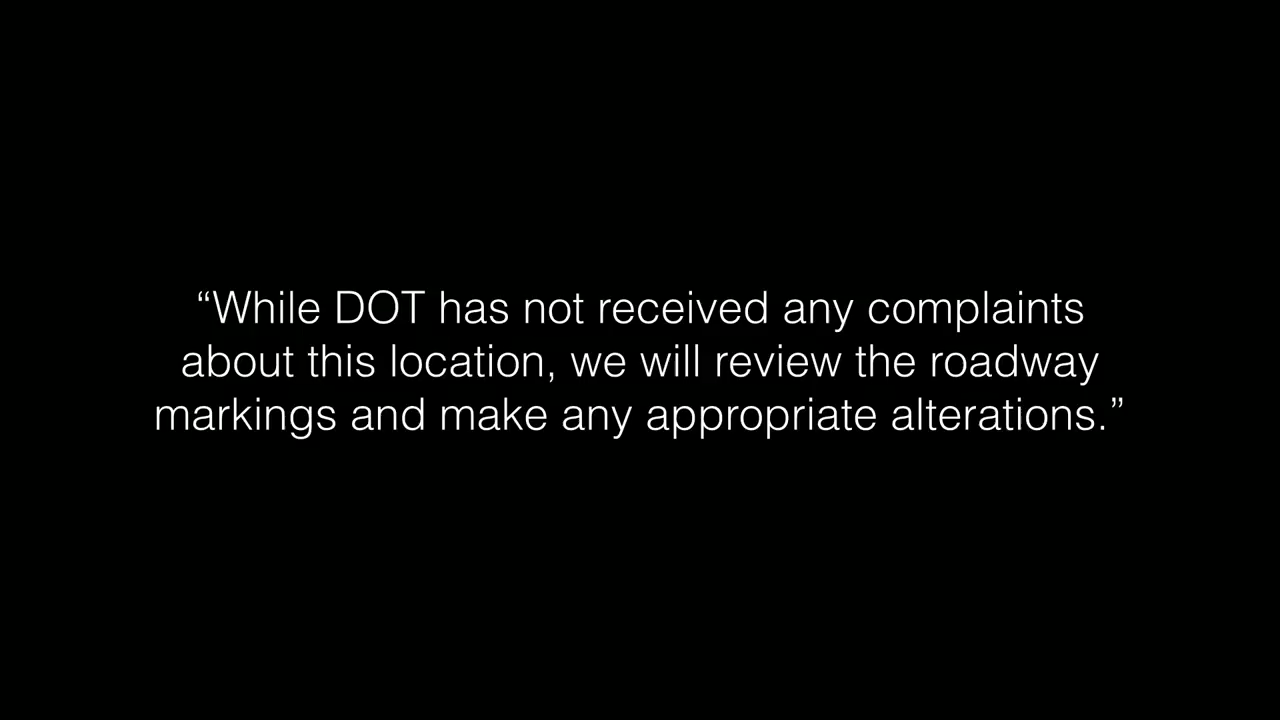 “While DOT has not received any complaints
about this location, we will review the roadway
markings and make any appropriate alterations.”